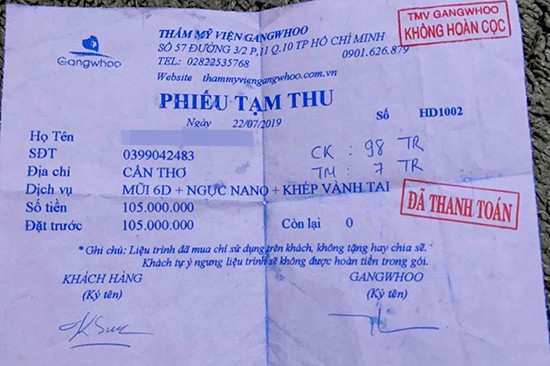 Gangwhoo
THẨM MỸ VIỆN GANGWHOO
SỐ 57 ĐƯỜNG 3/2 P,11 Q.10 TP HỒ CHÍ MINH
TEL: 02822535768 0901.626.879
Website thammyviengangwhoo.com.vn
TMV GANGWHOO
KHÔNG HOÀN CỌC
PHIẾU TẠM THU
Số HD1002
Ngày 22/07/2019
Họ Tên
SĐT 0399042483
CK : 98 TR
Địa chỉ CẦN THƠ
TM : 7 TR
Dịch vụ MŨI 6D + NGỰC NANO + KHÉP VÀNH TAI
Số tiền 105.000.000
ĐÃ THANH TOÁN
Đặt trước 105.000.000 Còn lại 0
* Ghi chú: Liệu trình đã mua chỉ sử dụng trên khách, không tặng hay chia sẽ.
Khách tự ý ngưng liệu trình sẽ không được hoàn tiền trong gói.
KHÁCH HÀNG GANGWHOO
(Ký tên) (Ký tên)